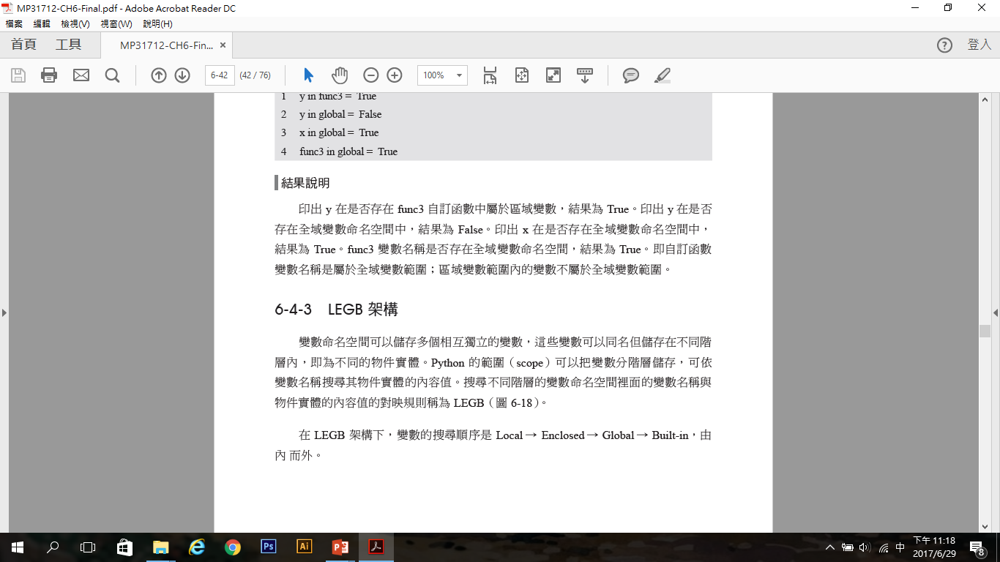 MP31712-CH6-Final.pdf - Adobe Acrobat Reader DC
檔案 編輯 檢視(V) 視窗(W) 說明(H)
首頁 工具 MP31712-CH6-Fin... × ? 登入
6-42 (42 / 76) 100%
1 y in func3 = True
2 y in global = False
3 x in global = True
4 func3 in global = True
結果說明
印出 y 在是否存在 func3 自訂函數中屬於區域變數，結果為 True。印出 y 在是否
存在全域變數命名空間中，結果為 False。印出 x 在是否存在全域變數命名空間中，
結果為 True。func3 變數名稱是否存在全域變數命名空間，結果為 True。即自訂函數
變數名稱是屬於全域變數範圍；區域變數範圍內的變數不屬於全域變數範圍。
6-4-3 LEGB 架構
變數命名空間可以儲存多個相互獨立的變數，這些變數可以同名但儲存在不同階
層內，即為不同的物件實體。Python 的範圍（scope）可以把變數分階層儲存，可依
變數名稱搜尋其物件實體的內容值。搜尋不同階層的變數命名空間裡面的變數名稱與
物件實體的內容值的對映規則稱為 LEGB（圖 6-18）。
在 LEGB 架構下，變數的搜尋順序是 Local→ Enclosed→ Global→ Built-in，由
內 而外。
Ps Ai 中 下午 11:18
2017/6/29 8